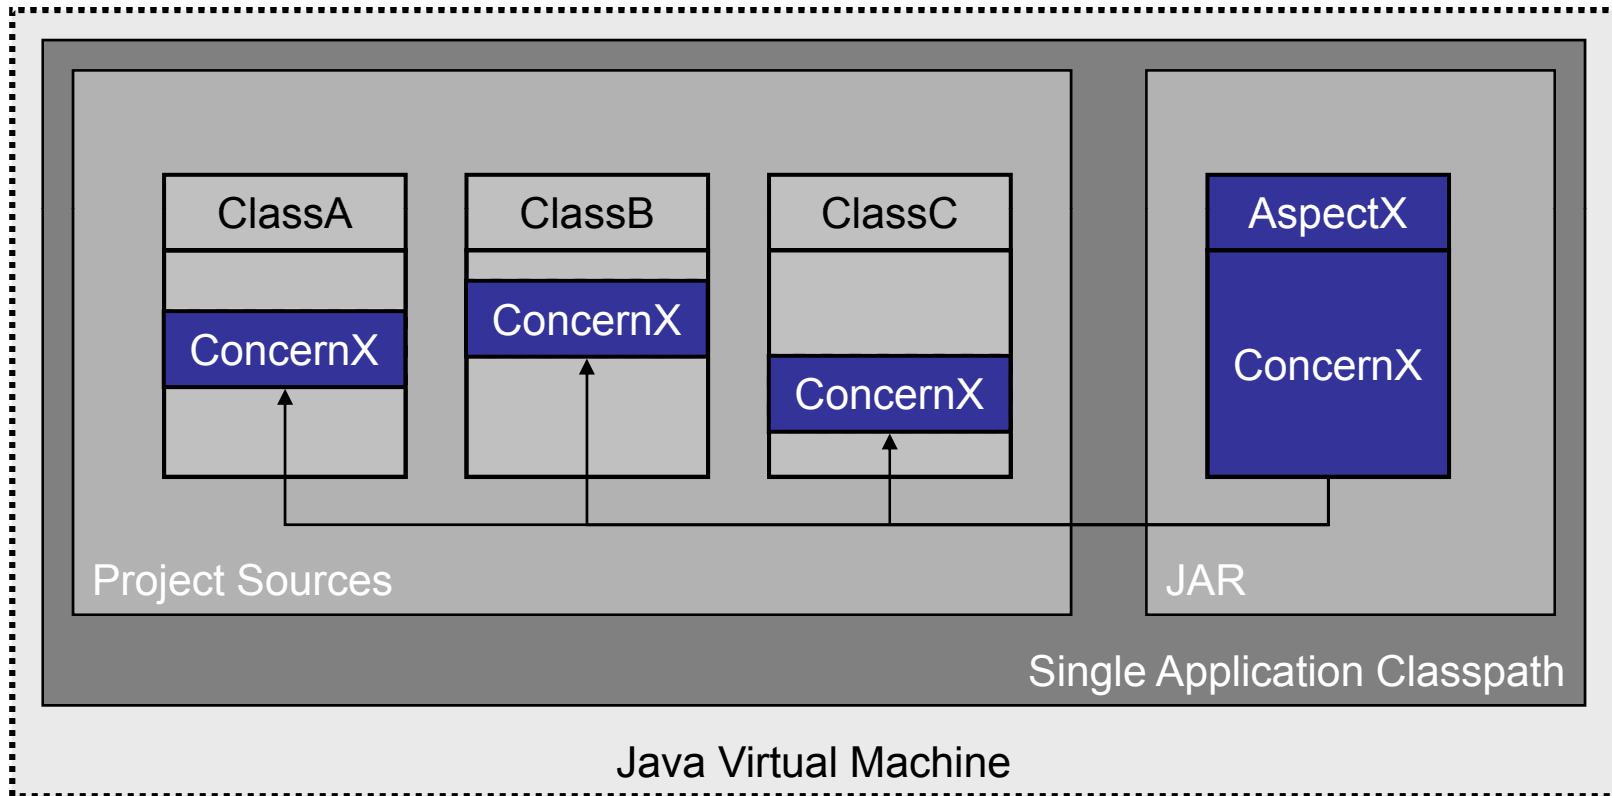 ClassA
ClassB
ClassC
AspectX
ConcernX
ConcernX
ConcernX
ConcernX
Project Sources
JAR
Single Application Classpath
Java Virtual Machine